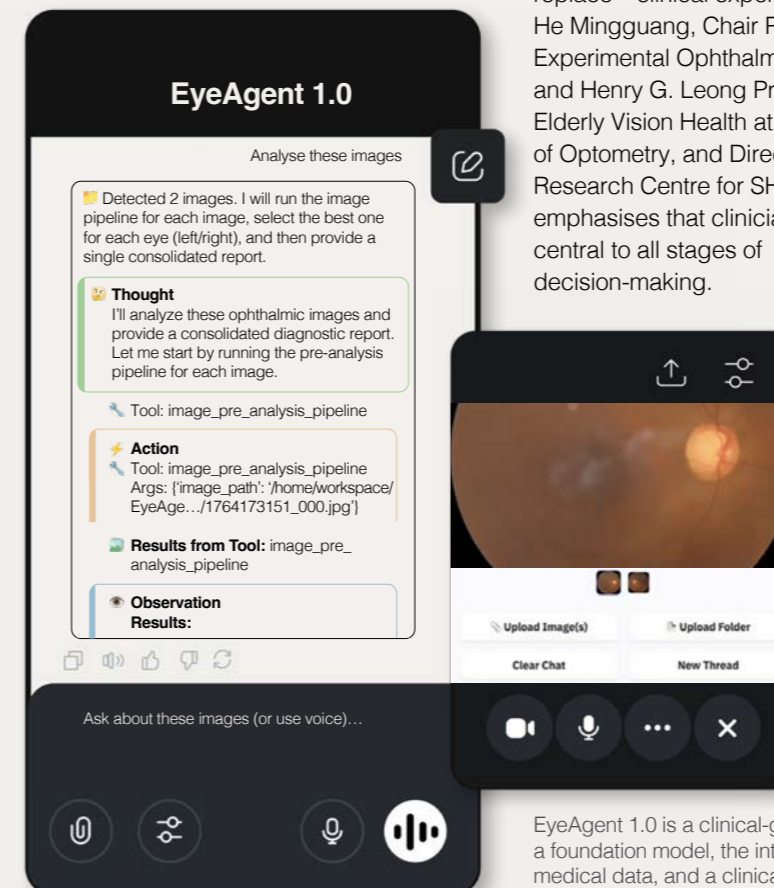 EyeAgent 1.0
Analyse these images
Detected 2 images. I will run the image
pipeline for each image, select the best one
for each eye (left/right), and then provide a
single consolidated report.
Thought
I'll analyze these ophthalmic images and
provide a consolidated diagnostic report.
Let me start by running the pre-analysis
pipeline for each image.
Tool: image_pre_analysis_pipeline
Action
Tool: image_pre_analysis_pipeline
Args: {‘image_path’: ‘/home/workspace/
EyeAge…/1764173151_000.jpg’}
Results from Tool: image_pre_
analysis_pipeline
Observation
Results:
Ask about these images (or use voice)…
He Mingguang, Chair
Experimental Ophthalm
and Henry G. Leong Pr
Elderly Vision Health at
of Optometry, and Direc
Research Centre for SH
emphasises that clinicia
central to all stages of
decision-making.
Upload Image(s)
Upload Folder
Clear Chat
New Thread
EyeAgent 1.0 is a clinical-g
a foundation model, the int
medical data, and a clinica